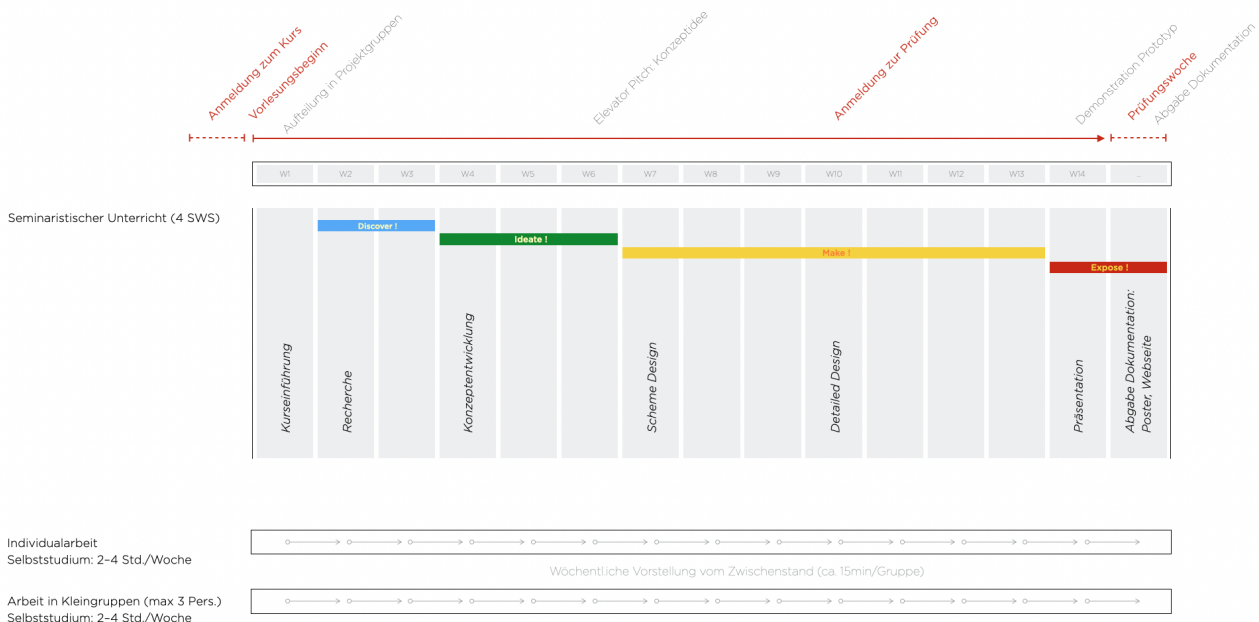 Anmeldung zum Kurs
Vorlesungsbeginn
Aufteilung in Projektgruppen
Elevator Pitch: Konzeptidee
Anmeldung zur Prüfung
Demonstration Prototyp
Prüfungswoche
Abgabe Dokumentation
W1 W2 W3 W4 W5 W6 W7 W8 W9 W10 W11 W12 W13 W14 ...
Seminaristischer Unterricht (4 SWS)
Discover !
Ideate !
Make !
Expose !
Kurseinführung
Recherche
Konzeptentwicklung
Scheme Design
Detailed Design
Präsentation
Abgabe Dokumentation:
Poster, Webseite
Individualarbeit
Selbststudium: 2–4 Std./Woche
Wöchentliche Vorstellung vom Zwischenstand (ca. 15min/Gruppe)
Arbeit in Kleingruppen (max 3 Pers.)
Selbststudium: 2–4 Std./Woche